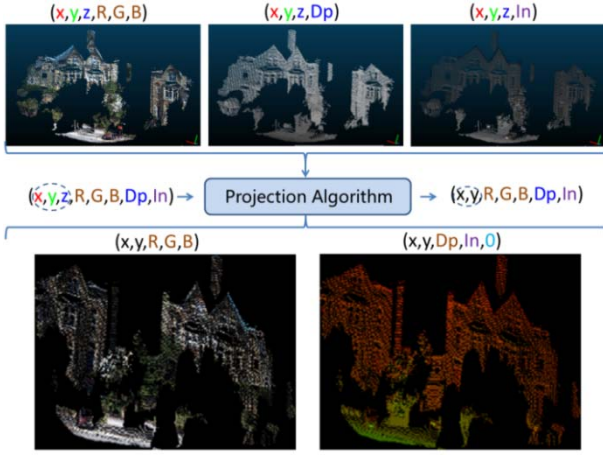 (x,y,z,R,G,B) (x,y,z,Dp) (x,y,z,In)
(x,y,z,R,G,B,Dp,In) Projection Algorithm (x,y,R,G,B,Dp,In)
(x,y,R,G,B) (x,y,Dp,In,0)